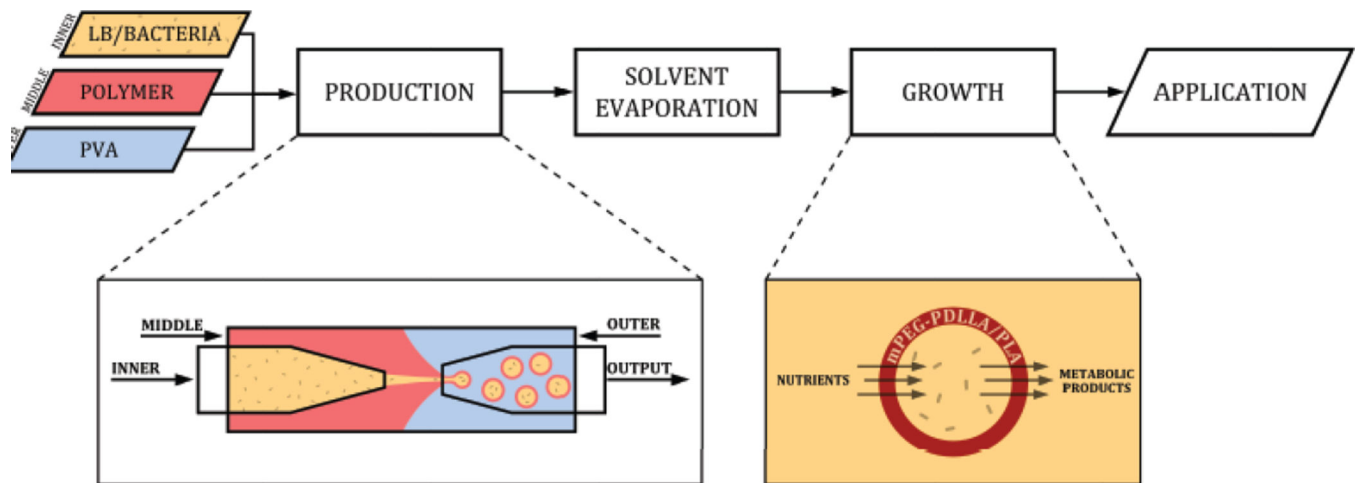 INNER
LB/BACTERIA
MIDDLE
POLYMER
PVA
PRODUCTION
SOLVENT
EVAPORATION
GROWTH
APPLICATION
MIDDLE
INNER
OUTER
OUTPUT
mPEG-PDLLA/PLA
NUTRIENTS
METABOLIC
PRODUCTS